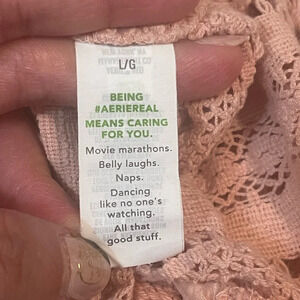 L/G
BEING
#AERIEREAL
MEANS CARING
FOR YOU.
Movie marathons.
Belly laughs.
Naps.
Dancing
like no one's
watching.
All that
good stuff.